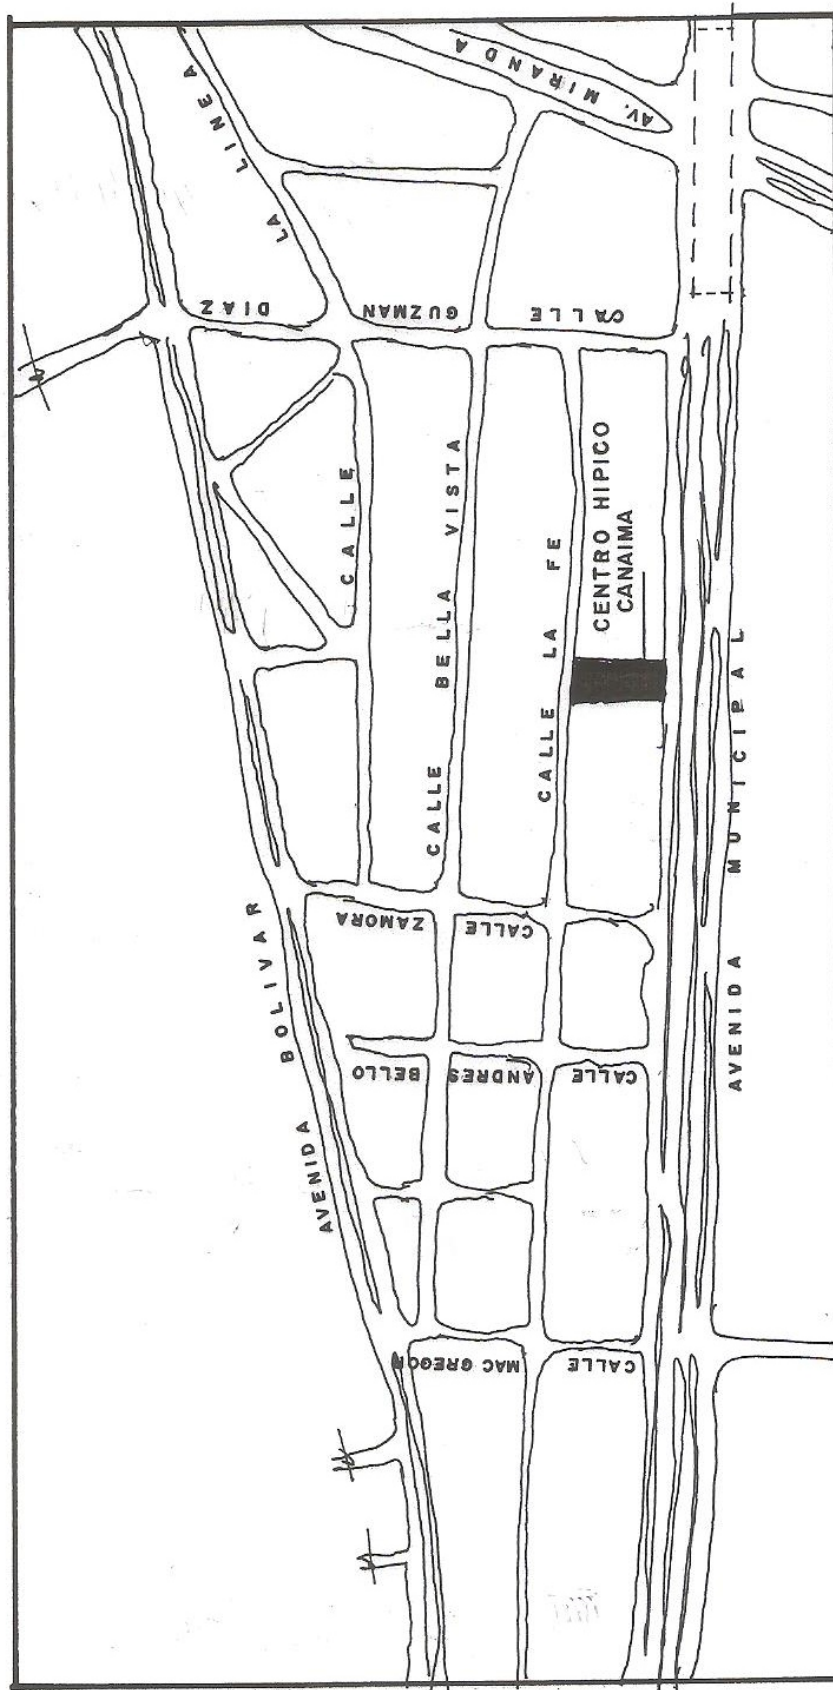 AV. MIRANDA
LA LINEA
CALLE GUZMAN DIAZ
CALLE
CALLE BELLA VISTA
CALLE LA FE
CENTRO HIPICO
CANAIMA
AVENIDA MUNICIPAL
AVENIDA BOLIVAR
CALLE ZAMORA
CALLE ANDRES BELLO
CALLE MAC GREGOR